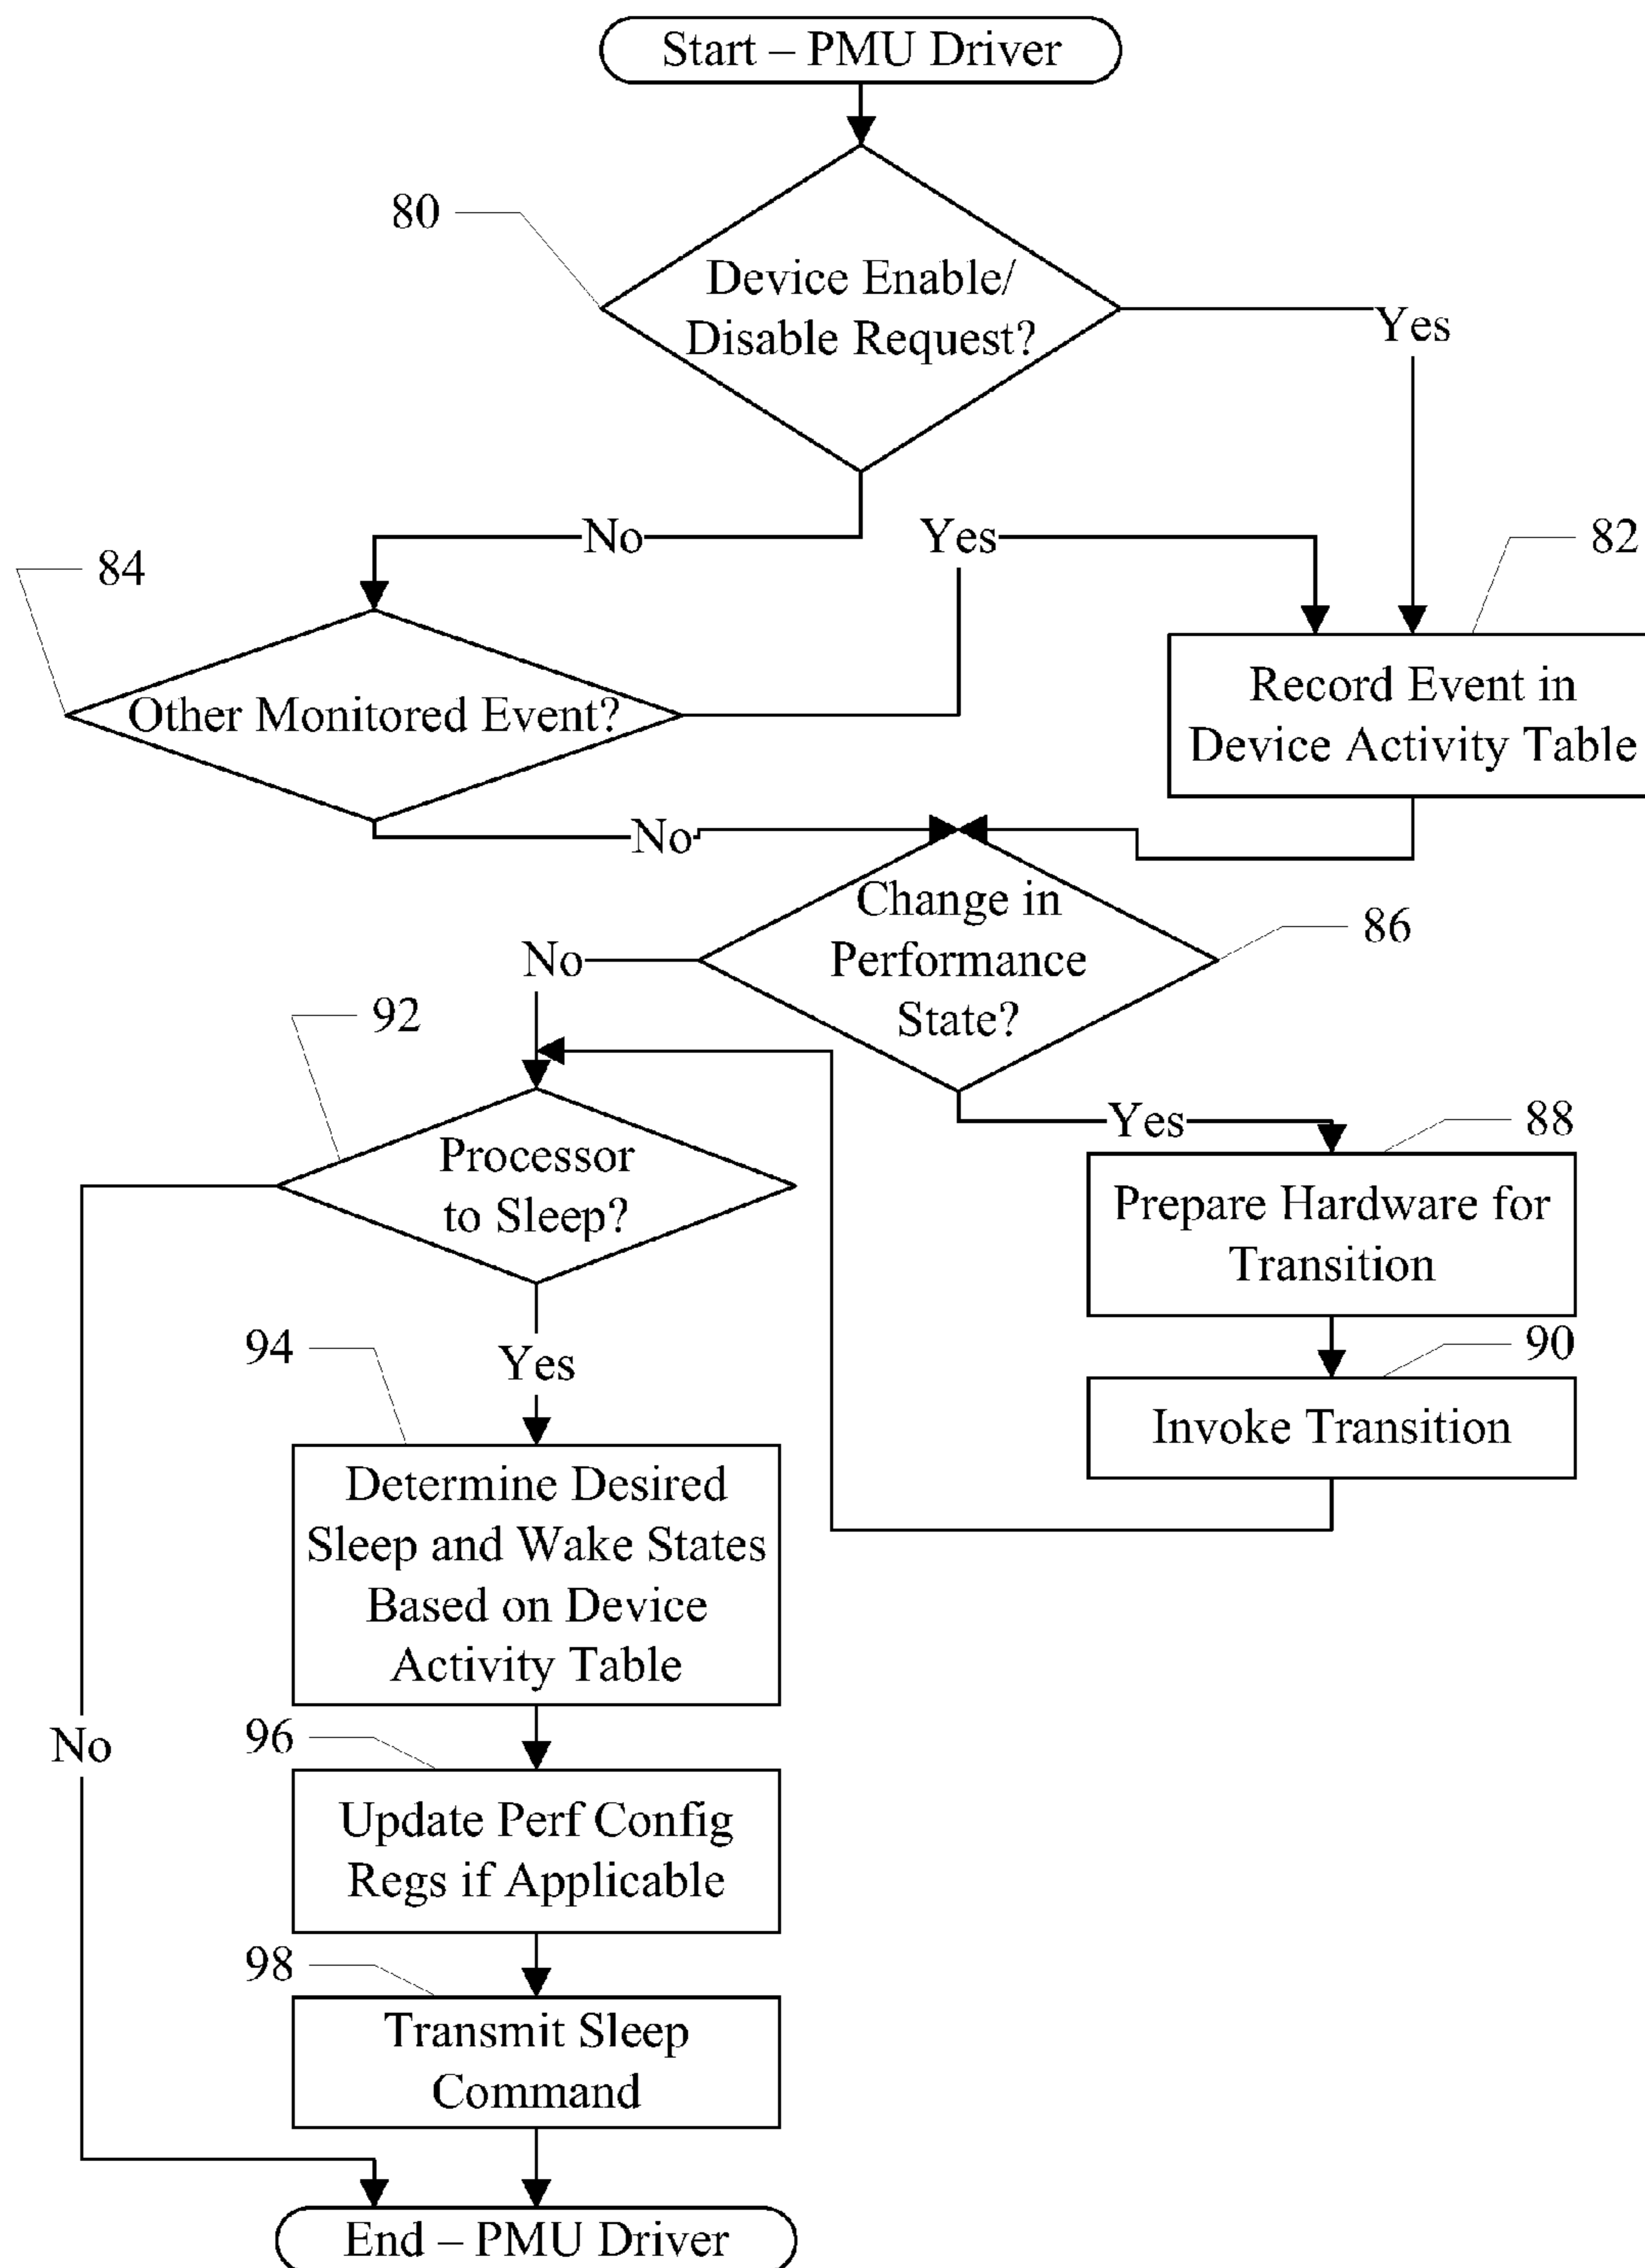 Start – PMU Driver
80
Device Enable/
Disable Request?
Yes
No
Yes
82
84
Other Monitored Event?
Record Event in
Device Activity Table
No
Change in
Performance
State?
86
No
92
Processor
to Sleep?
Yes
88
Prepare Hardware for
Transition
94
Yes
90
Invoke Transition
Determine Desired
Sleep and Wake States
Based on Device
Activity Table
No
96
Update Perf Config
Regs if Applicable
98
Transmit Sleep
Command
End – PMU Driver